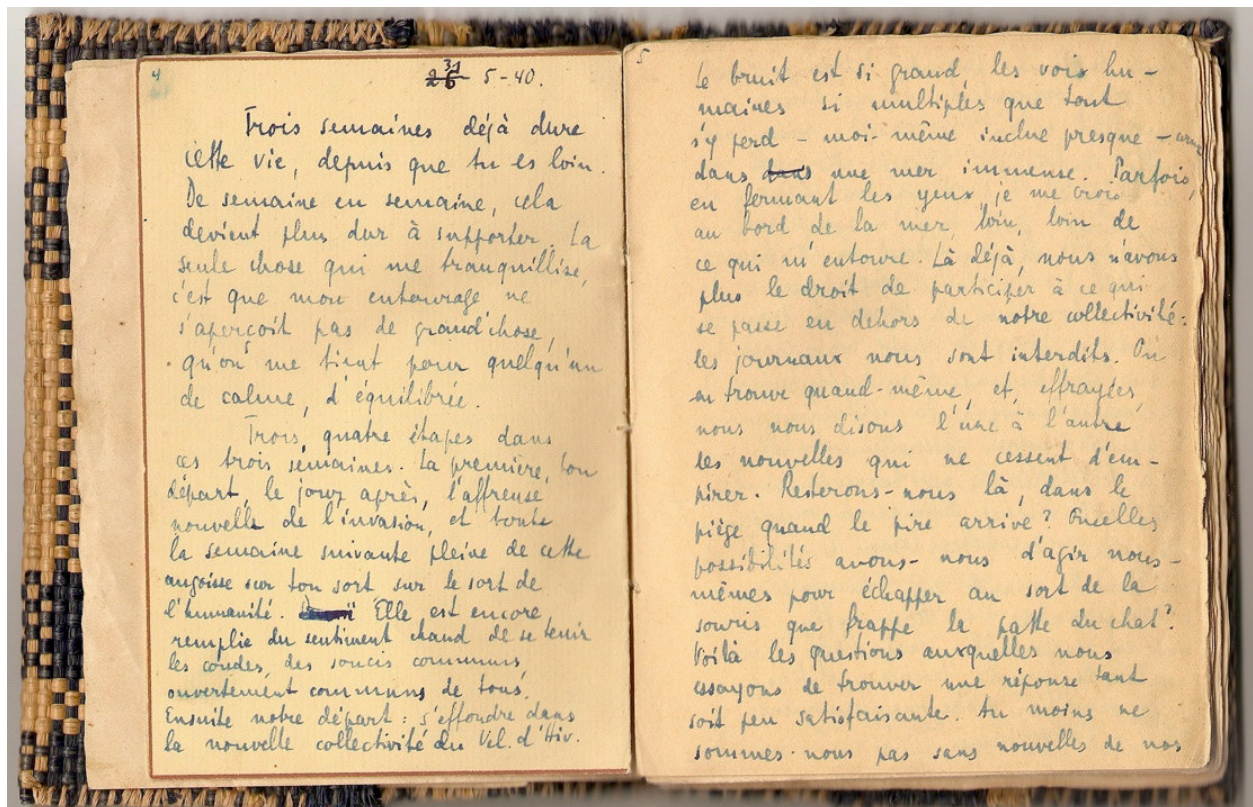 4
31 5-40.
Trois semaines déjà dure
cette vie, depuis que tu es loin.
De semaine en semaine, cela
devient plus dur à supporter. La
seule chose qui me tranquillise,
c'est que mon entourage ne
s'aperçoit pas de grand'chose,
qu'on me tient pour quelqu'un
de calme, d'équilibrée.
Trois, quatre étapes dans
ces trois semaines. La première, ton
départ, le jour après, l'affreuse
nouvelle de l'invasion, et toute
la semaine suivante pleine de cette
angoisse sur ton sort sur le sort de
l'humanité. Elle est encore
remplie du sentiment chaud de se tenir
les coudes, des soucis communs,
ouvertement communs de tous.
Ensuite notre départ : s'effondre dans
la nouvelle collectivité du Vel. d'Hiv.
5
Le bruit est si grand, les voix hu-
maines si multiples que tout
s'y perd - moi-même inclue presque -
dans une mer immense. Parfois,
en fermant les yeux, je me crois
au bord de la mer, loin, loin de
ce qui m'entoure. Là déjà, nous n'avons
plus le droit de participer à ce qui
se passe en dehors de notre collectivité :
les journaux nous sont interdits. On
en trouve quand-même, et, effrayées,
nous nous disons l'une à l'autre
les nouvelles qui ne cessent d'em-
pirer. Resterons-nous là, dans le
piège quand le pire arrive ? Quelles
possibilités avons-nous d'agir nous-
mêmes pour échapper au sort de la
souris que frappe la patte du chat ?
Voilà les questions auxquelles nous
essayons de trouver une réponse tant
soit peu satisfaisante. Au moins ne
sommes-nous pas sans nouvelles de nos